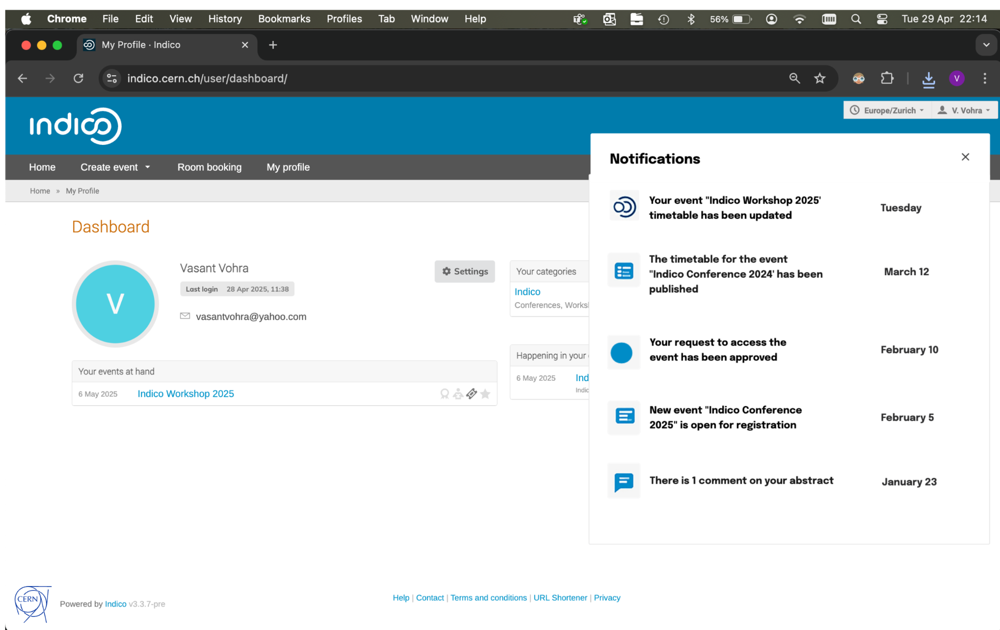 Chrome File Edit View History Bookmarks Profiles Tab Window Help 56% Tue 29 Apr 22:14
My Profile · Indico
indico.cern.ch/user/dashboard/
V
indico
Europe/Zurich V. Vohra
Home Create event Room booking My profile
Home » My Profile
Dashboard
V
Vasant Vohra
Last login 28 Apr 2025, 11:38
vasantvohra@yahoo.com
Settings
Your events at hand
6 May 2025 Indico Workshop 2025
Your categories
Indico
Conferences, Works
Happening in your
6 May 2025 Ind
Indic
Notifications
Your event "Indico Workshop 2025'
timetable has been updated
Tuesday
The timetable for the event
"Indico Conference 2024' has been
published
March 12
Your request to access the
event has been approved
February 10
New event "Indico Conference
2025" is open for registration
February 5
There is 1 comment on your abstract
January 23
CERN
Powered by Indico v3.3.7-pre
Help | Contact | Terms and conditions | URL Shortener | Privacy